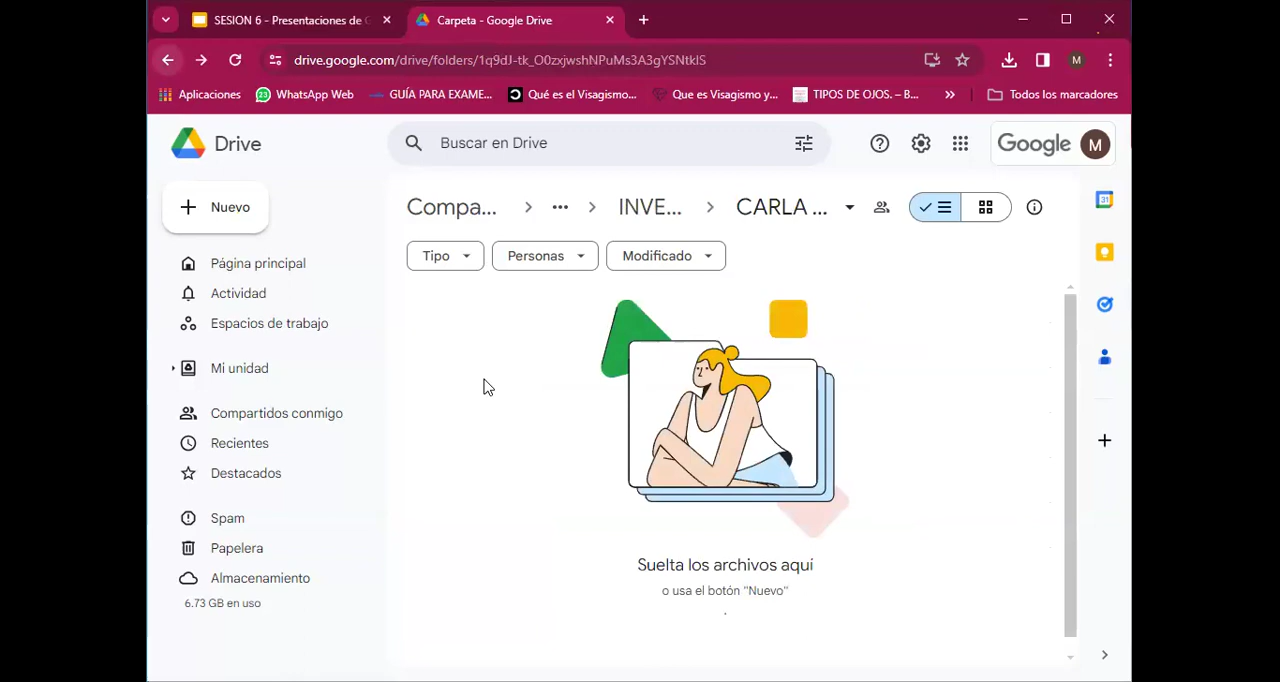 SESION 6 - Presentaciones de G
Carpeta - Google Drive
drive.google.com/drive/folders/1q9dJ-tk_O0zxjwshNPuMs3A3gYSNtklS
M
Aplicaciones
WhatsApp Web
GUÍA PARA EXAME...
Qué es el Visagismo...
Que es Visagismo y...
TIPOS DE OJOS. – B...
Todos los marcadores
Drive
Buscar en Drive
Google
M
Nuevo
Compa...
INVE...
CARLA ...
Tipo
Personas
Modificado
Página principal
Actividad
Espacios de trabajo
Mi unidad
Compartidos conmigo
Recientes
Destacados
Spam
Papelera
Almacenamiento
6.73 GB en uso
Suelta los archivos aquí
o usa el botón "Nuevo"
31